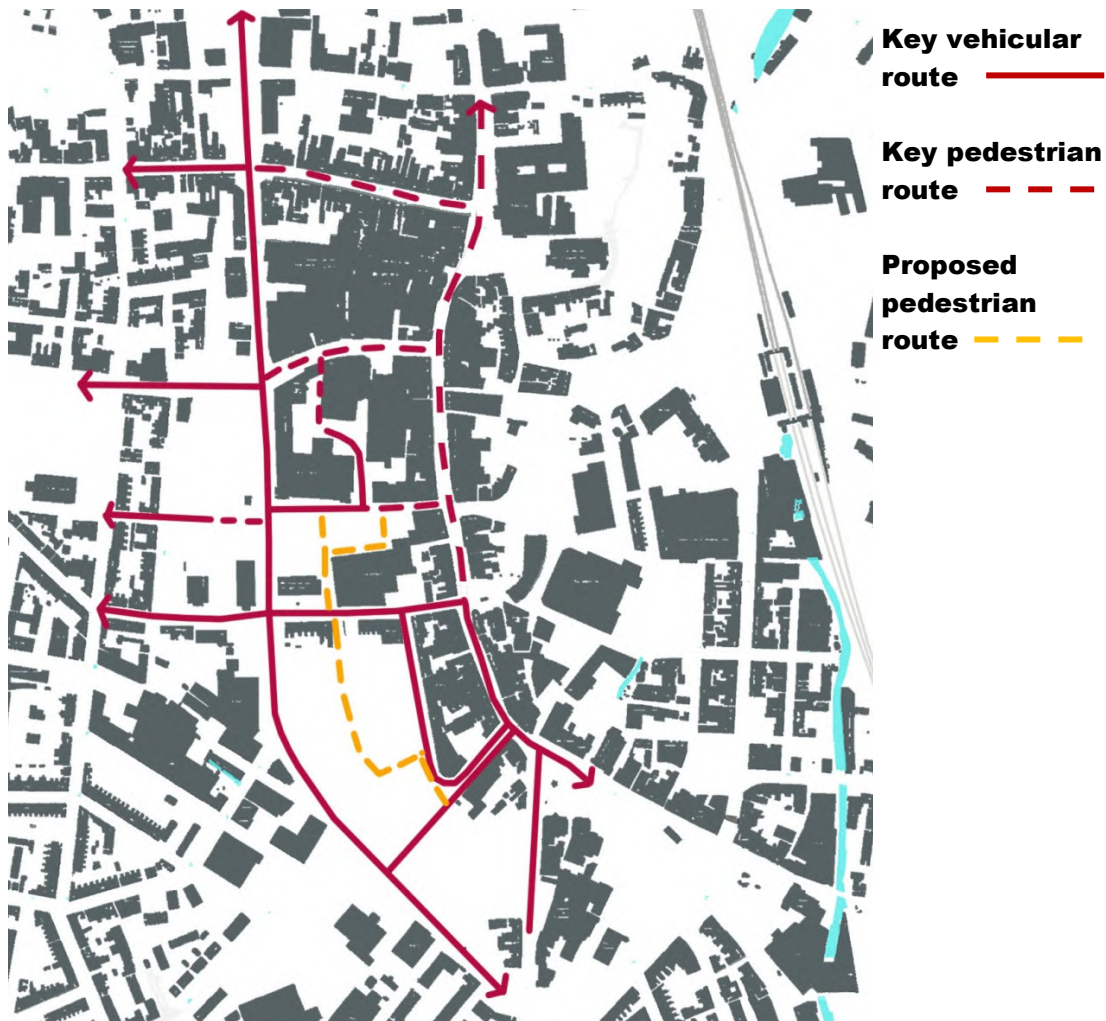 Key vehicular
route
Key pedestrian
route
Proposed
pedestrian
route